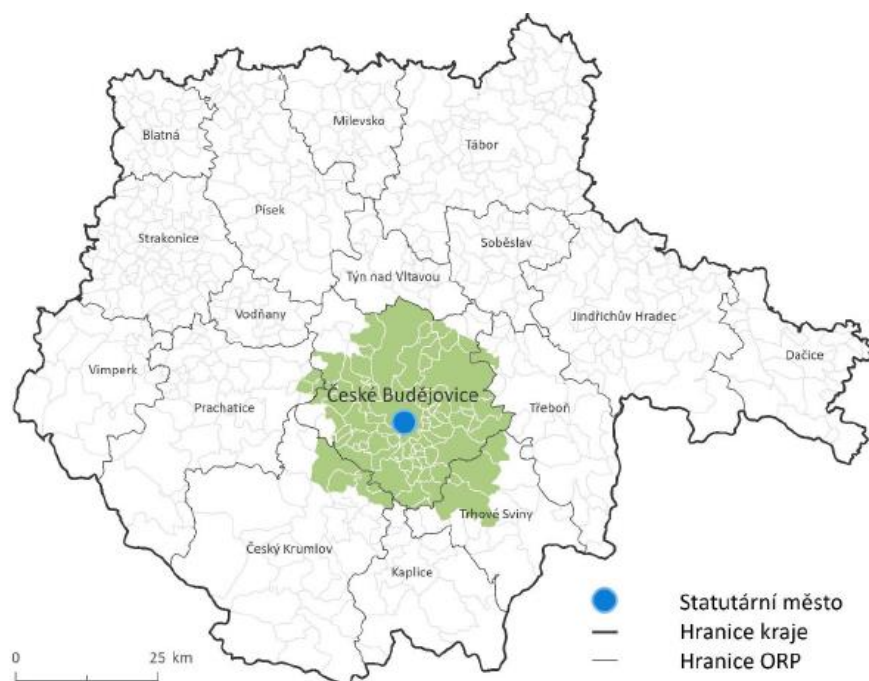 Milevsko
Blatná
Tábor
Písek
Strakonice
Soběslav
Týn nad Vltavou
Vodňany
Jindřichův Hradec
Dačice
Vimperk
České Budějovice
Prachatice
Třeboň
Trhové Sviny
Český Krumlov
Kaplice
Statutární město
Hranice kraje
Hranice ORP
0 25 km